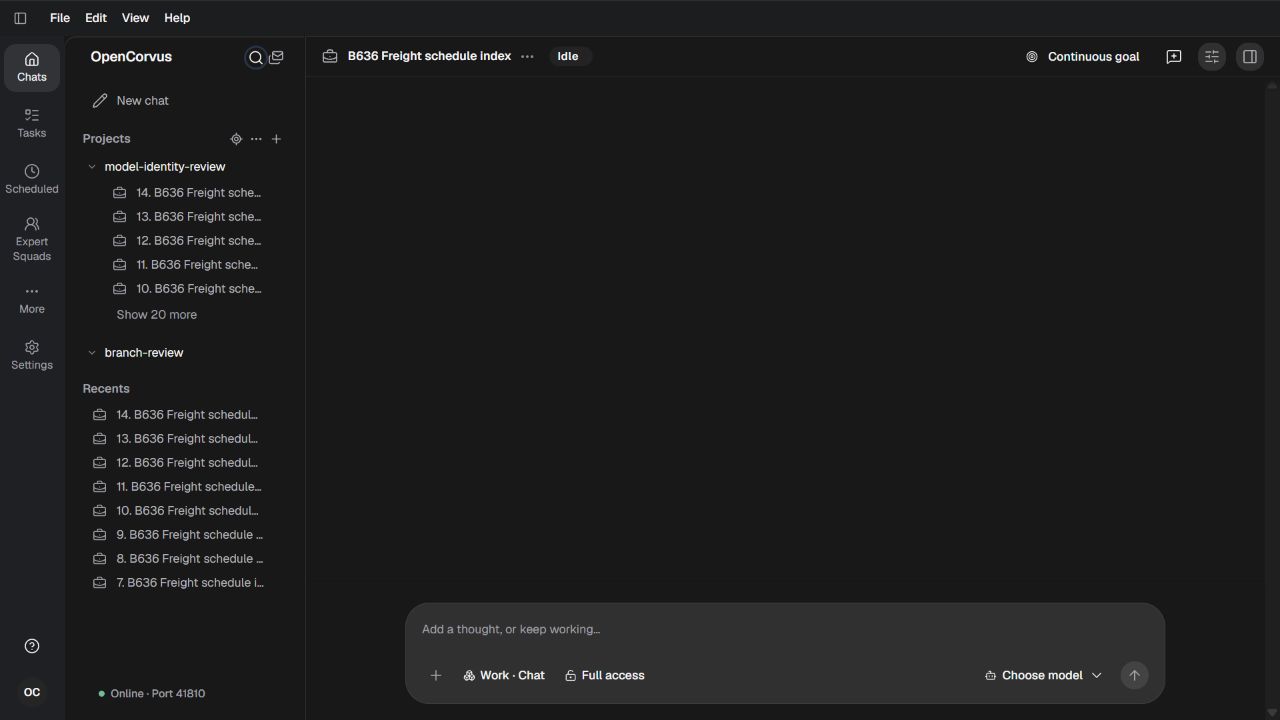 File Edit View Help
OpenCorvus
B636 Freight schedule index ... Idle
Continuous goal
Chats
Tasks
Scheduled
Expert
Squads
More
Settings
OC
New chat
Projects
model-identity-review
14. B636 Freight sche...
13. B636 Freight sche...
12. B636 Freight sche...
11. B636 Freight sche...
10. B636 Freight sche...
Show 20 more
branch-review
Recents
14. B636 Freight schedul...
13. B636 Freight schedul...
12. B636 Freight schedul...
11. B636 Freight schedule...
10. B636 Freight schedul...
9. B636 Freight schedule ...
8. B636 Freight schedule ...
7. B636 Freight schedule i...
Online · Port 41810
Add a thought, or keep working...
Work · Chat
Full access
Choose model